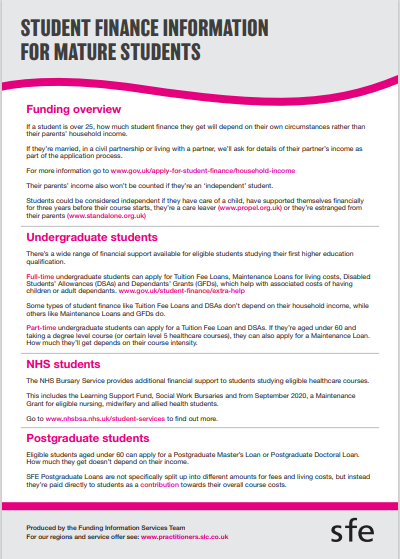 STUDENT FINANCE INFORMATION
FOR MATURE STUDENTS
Funding overview
If a student is over 25, how much student finance they get will depend on their own circumstances rather than
their parents' household income.
If they're married, in a civil partnership or living with a partner, we'll ask for details of their partner's income as
part of the application process.
For more information go to www.gov.uk/apply-for-student-finance/household-income
Their parents' income also won't be counted if they're an 'independent' student.
Students could be considered independent if they have care of a child, have supported themselves financially
for three years before their course starts, they're a care leaver (www.propel.org.uk) or they're estranged from
their parents (www.standalone.org.uk)
Undergraduate students
There's a wide range of financial support available for eligible students studying their first higher education
qualification.
Full-time undergraduate students can apply for Tuition Fee Loans, Maintenance Loans for living costs, Disabled
Students' Allowances (DSAs) and Dependants' Grants (GFDs), which help with associated costs of having
children or adult dependants. www.gov.uk/student-finance/extra-help
Some types of student finance like Tuition Fee Loans and DSAs don't depend on their household income, while
others like Maintenance Loans and GFDs do.
Part-time undergraduate students can apply for a Tuition Fee Loan and DSAs. If they're aged under 60 and
taking a degree level course (or certain level 5 healthcare courses), they can also apply for a Maintenance Loan.
How much they'll get depends on their course intensity.
NHS students
The NHS Bursary Service provides additional financial support to students studying eligible healthcare courses.
This includes the Learning Support Fund, Social Work Bursaries and from September 2020, a Maintenance
Grant for eligible nursing, midwifery and allied health students.
Go to www.nhsbsa.nhs.uk/student-services to find out more.
Postgraduate students
Eligible students aged under 60 can apply for a Postgraduate Master's Loan or Postgraduate Doctoral Loan.
How much they get doesn't depend on their income.
SFE Postgraduate Loans are not specifically split up into different amounts for fees and living costs, but instead
they're paid directly to students as a contribution towards their overall course costs.
Produced by the Funding Information Services Team
For our regions and service offer see: www.practitioners.slc.co.uk
sfe